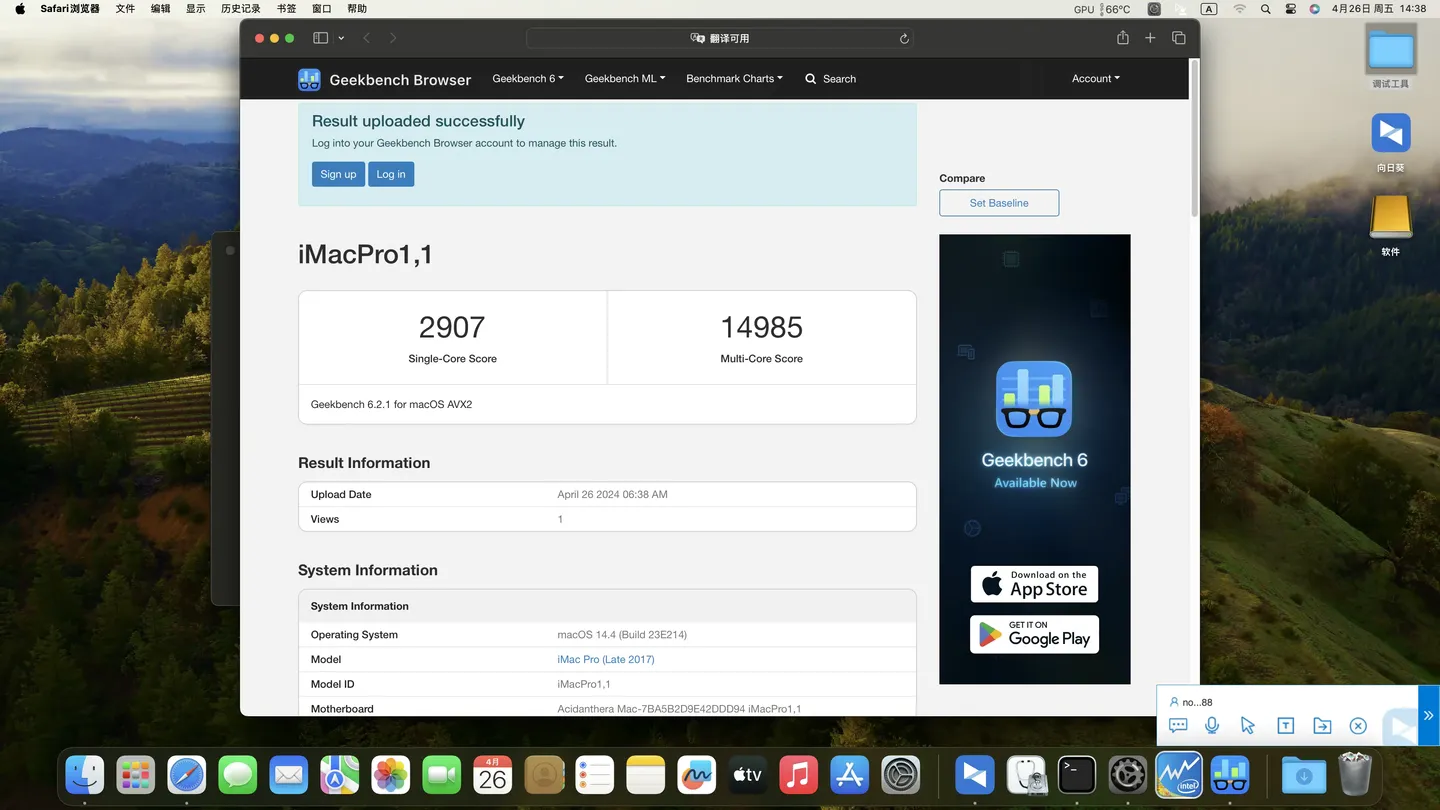 Safari浏览器 文件 编辑 显示 历史记录 书签 窗口 帮助 GPU 66°C A 4月26日 周五 14:38
翻译可用
Geekbench Browser Geekbench 6 Geekbench ML Benchmark Charts Search Account
Result uploaded successfully
Log into your Geekbench Browser account to manage this result.
Sign up Log in
Compare
Set Baseline
iMacPro1,1
2907 14985
Single-Core Score Multi-Core Score
Geekbench 6.2.1 for macOS AVX2
Result Information
Upload Date April 26 2024 06:38 AM
Views 1
System Information
System Information
Operating System macOS 14.4 (Build 23E214)
Model iMac Pro (Late 2017)
Model ID iMacPro1,1
Motherboard Acidanthera Mac-7BA5B2D9E42DDD94 iMacPro1,1
Geekbench 6
Available Now
Download on the
App Store
GET IT ON
Google Play
调试工具
向日葵
软件
no...88
T
4月
26
tv
>_
intel